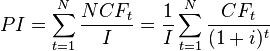 PI = \sum_{t=1}^{N} \frac{NCF_t}{I} = \frac{1}{I} \sum_{t=1}^{N} \frac{CF_t}{(1+i)^t}